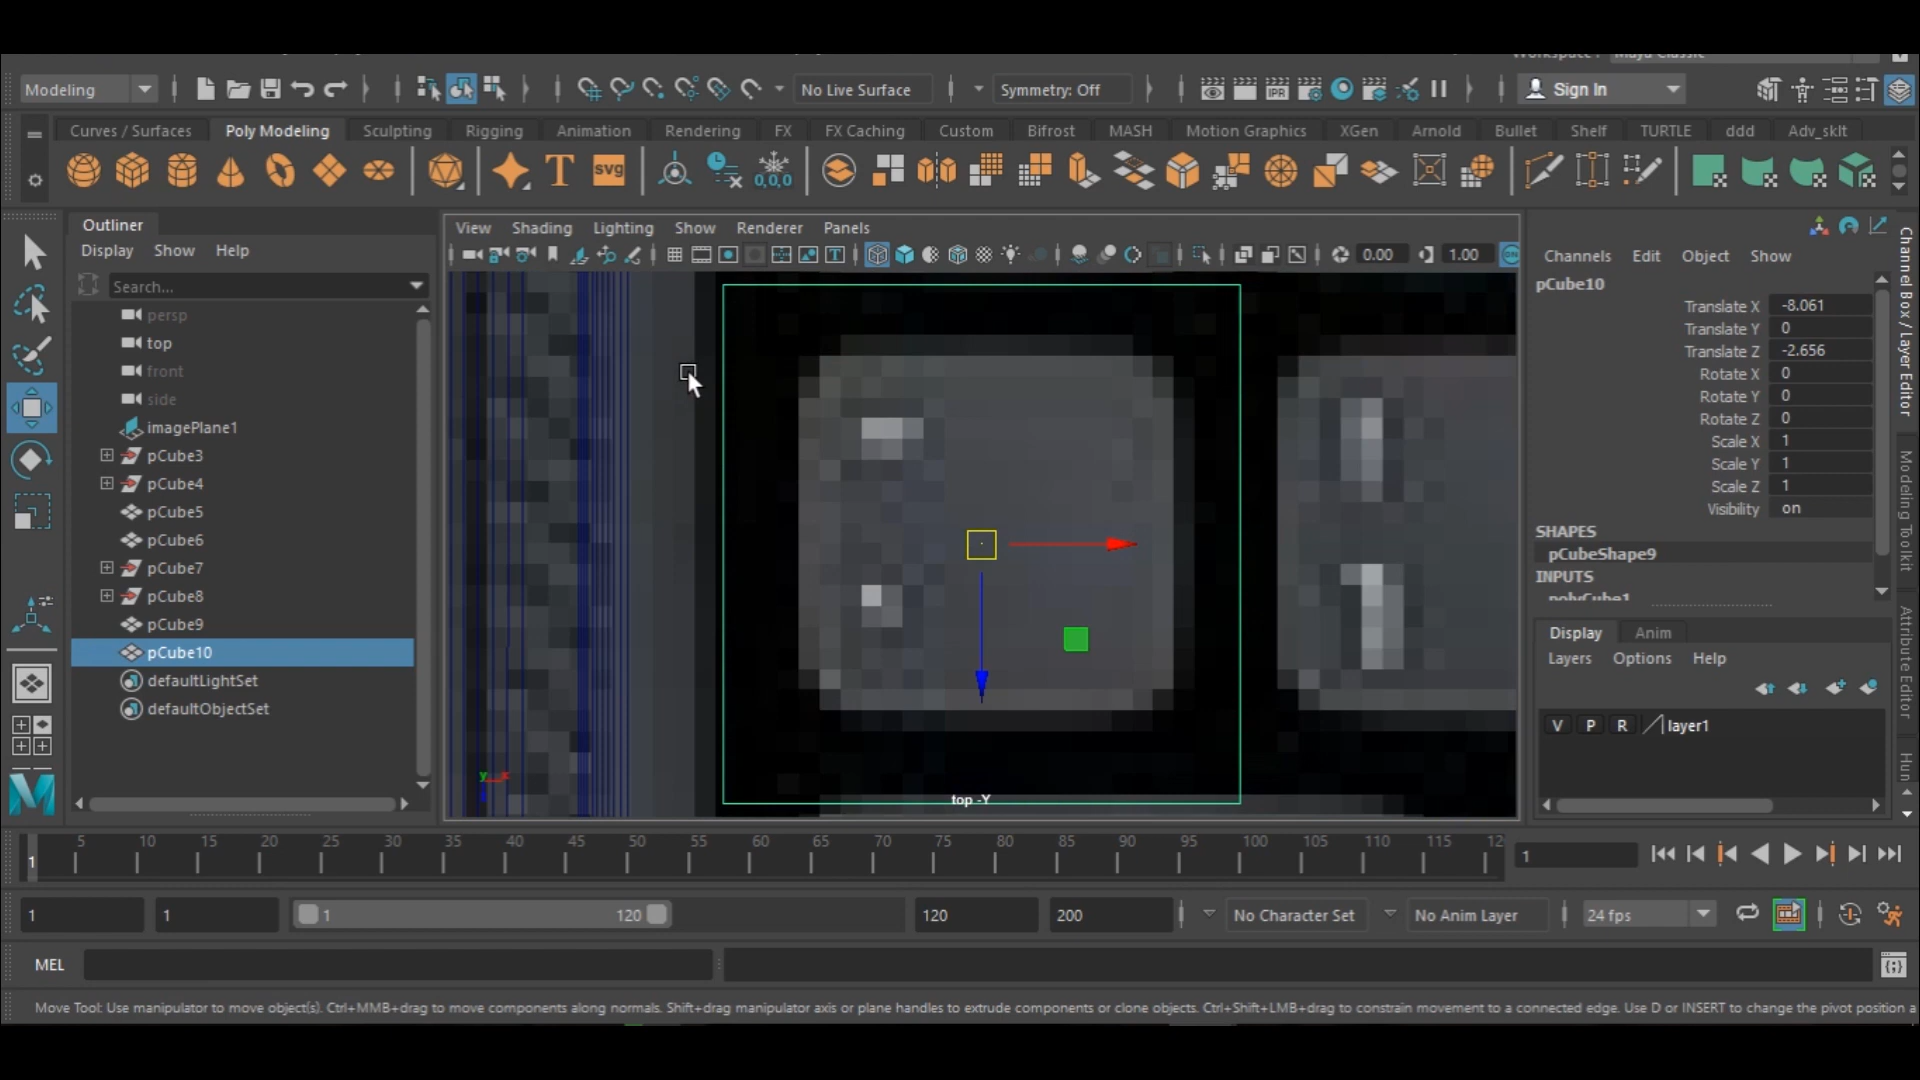 Modeling
No Live Surface
Symmetry: Off
Sign In
Curves / Surfaces
Poly Modeling
Sculpting
Rigging
Animation
Rendering
FX
FX Caching
Custom
Bifrost
MASH
Motion Graphics
XGen
Arnold
Bullet
Shelf
TURTLE
ddd
Adv_sklt
IPR
T
SVG
0,0,0
Outliner
Display Show Help
Search...
persp
top
front
side
imagePlane1
pCube3
pCube4
pCube5
pCube6
pCube7
pCube8
pCube9
pCube10
defaultLightSet
defaultObjectSet
View Shading Lighting Show Renderer Panels
0.00
1.00
top -Y
y x
Channels Edit Object Show
pCube10
Translate X -8.061
Translate Y 0
Translate Z -2.656
Rotate X 0
Rotate Y 0
Rotate Z 0
Scale X 1
Scale Y 1
Scale Z 1
Visibility on
SHAPES
pCubeShape9
INPUTS
polyCube1
Display Anim
Layers Options Help
V P R layer1
Channel Box / Layer Editor
Modeling Toolkit
Attribute Editor
Hun
1 5 10 15 20 25 30 35 40 45 50 55 60 65 70 75 80 85 90 95 100 105 110 115 12
1
1
1
1 120
120
200
No Character Set
No Anim Layer
24 fps
MEL
Move Tool: Use manipulator to move object(s). Ctrl+MMB+drag to move components along normals. Shift+drag manipulator axis or plane handles to extrude components or clone objects. Ctrl+Shift+LMB+drag to constrain movement to a connected edge. Use D or INSERT to change the pivot position a